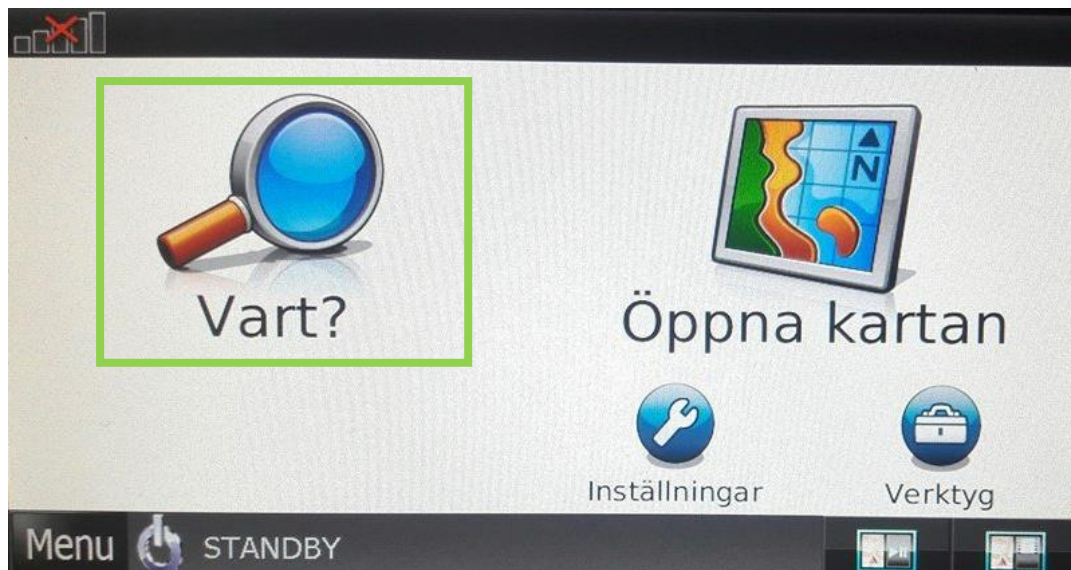 N
Vart?
Öppna kartan
Inställningar
Verktyg
Menu STANDBY